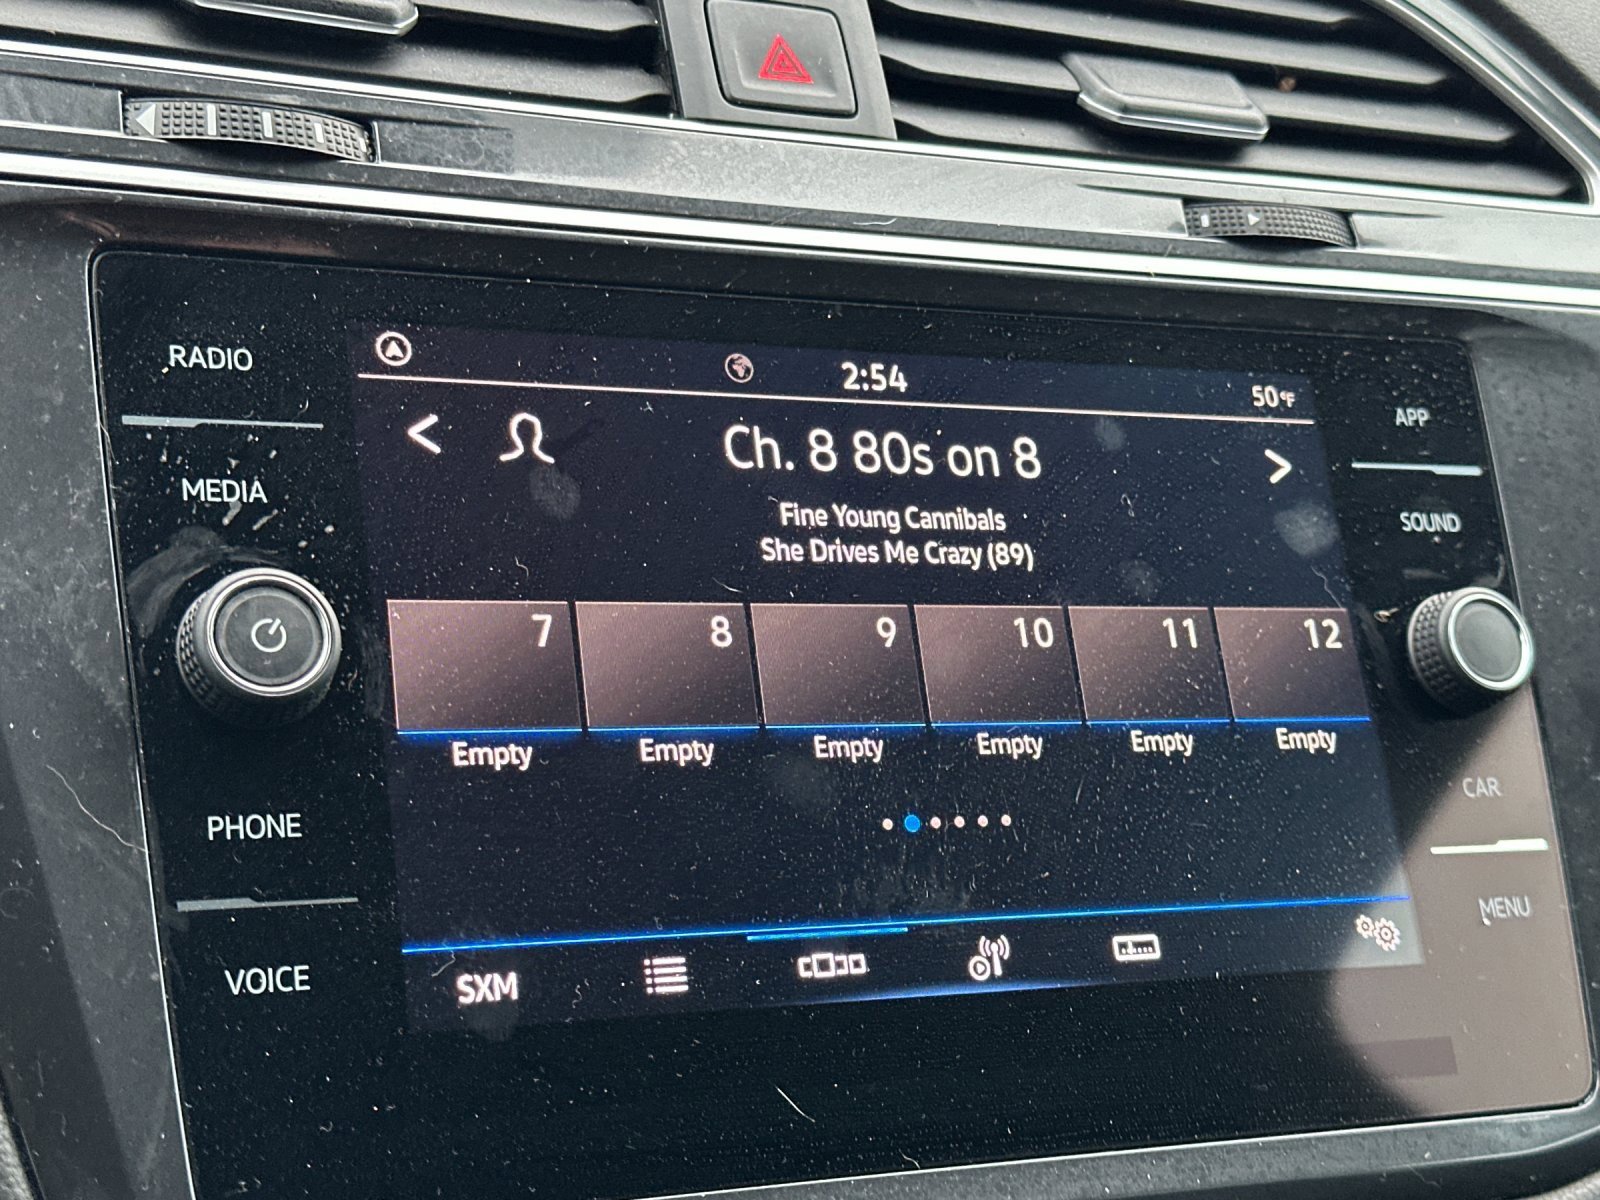 RADIO
MEDIA
PHONE
VOICE
2:54
50°F
Ch. 8 80s on 8
Fine Young Cannibals
She Drives Me Crazy (89)
7 8 9 10 11 12
Empty Empty Empty Empty Empty Empty
SXM
APP
SOUND
CAR
MENU